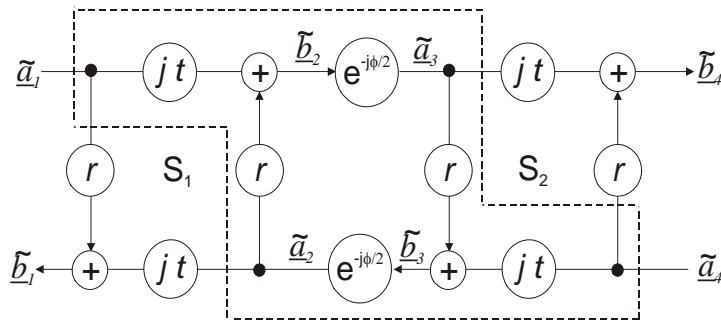 ã₁ j t + b̃₂ e^(-jϕ/2) ã₃ j t + b̃₄
r S₁ r r S₂ r
b̃₁ + j t ã₂ e^(-jϕ/2) b̃₃ + j t ã₄